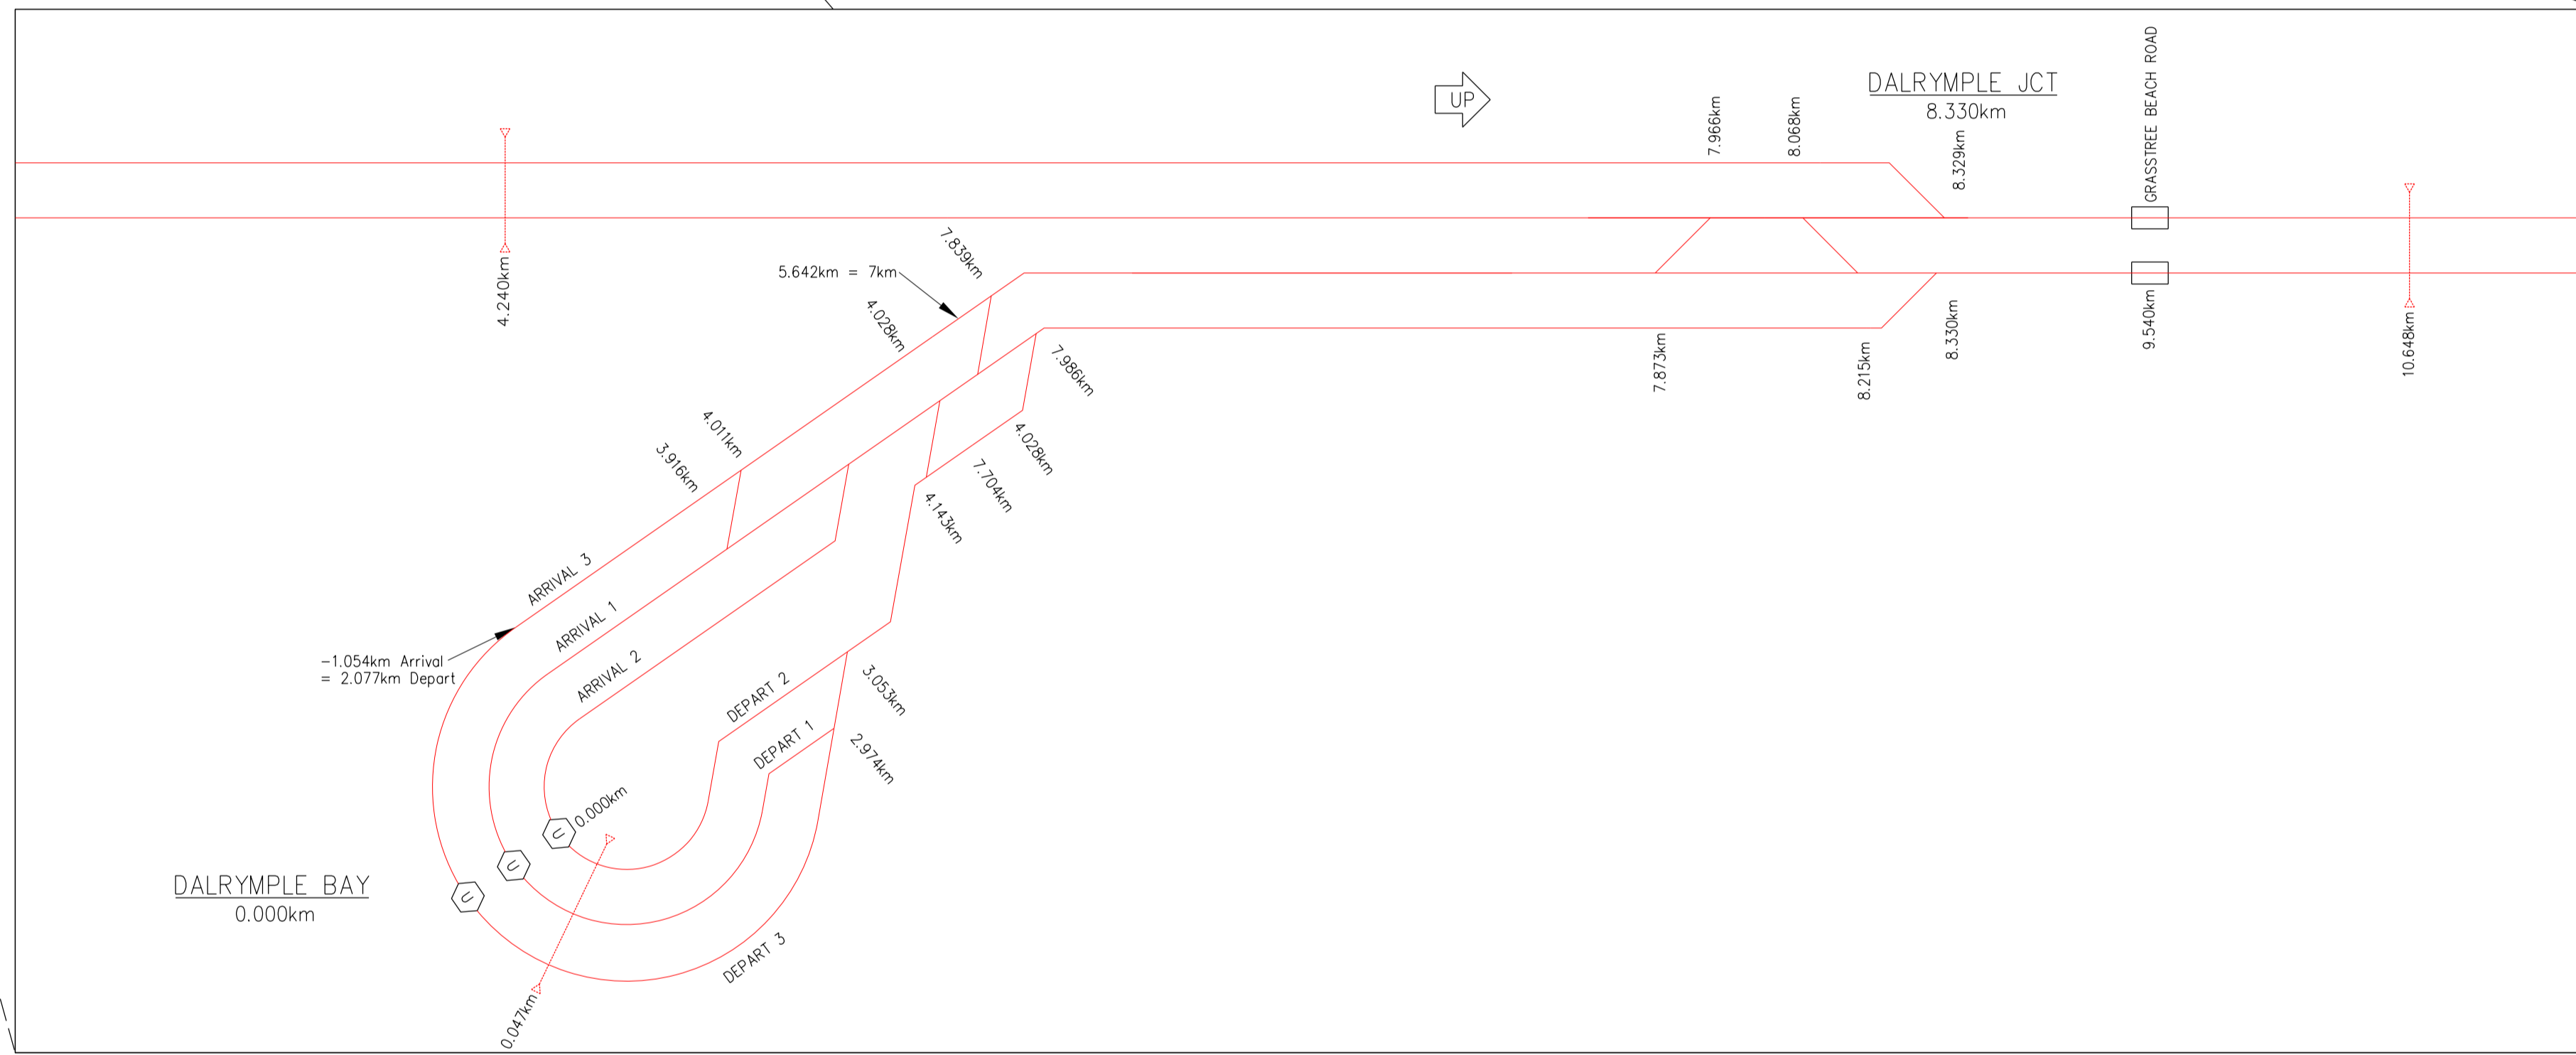 UP
DALRYMPLE JCT
8.330km
GRASSTREE BEACH ROAD
7.966km
8.068km
8.329km
4.240km
5.642km = 7km
7.839km
4.028km
7.986km
7.873km
8.215km
8.330km
9.540km
10.648km
4.011km
3.916km
4.028km
7.704km
4.143km
ARRIVAL 3
ARRIVAL 1
ARRIVAL 2
-1.054km Arrival
= 2.077km Depart
DEPART 2
DEPART 1
3.053km
2.974km
0.000km
U
U
U
DALRYMPLE BAY
0.000km
DEPART 3
0.047km